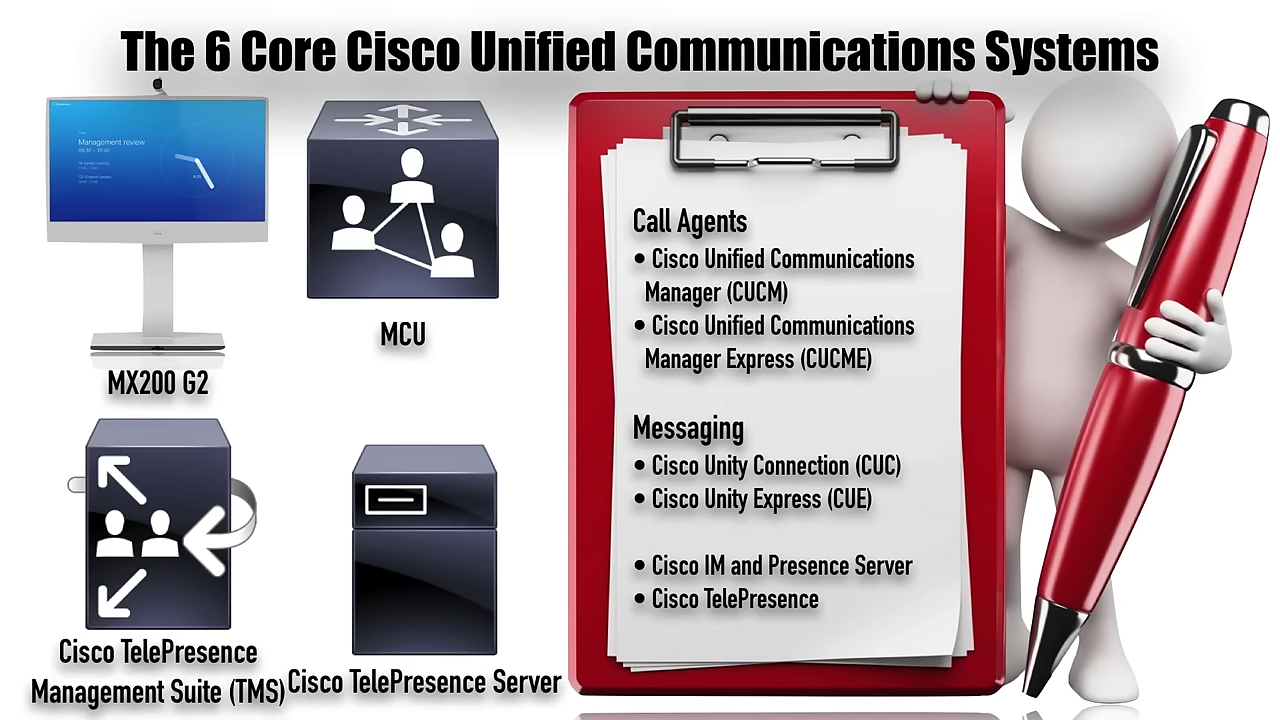 The 6 Core Cisco Unified Communications Systems
Management review
MX200 G2
MCU
Cisco TelePresence
Management Suite (TMS)
Cisco TelePresence Server
Call Agents
• Cisco Unified Communications
Manager (CUCM)
• Cisco Unified Communications
Manager Express (CUCME)
Messaging
• Cisco Unity Connection (CUC)
• Cisco Unity Express (CUE)
• Cisco IM and Presence Server
• Cisco TelePresence